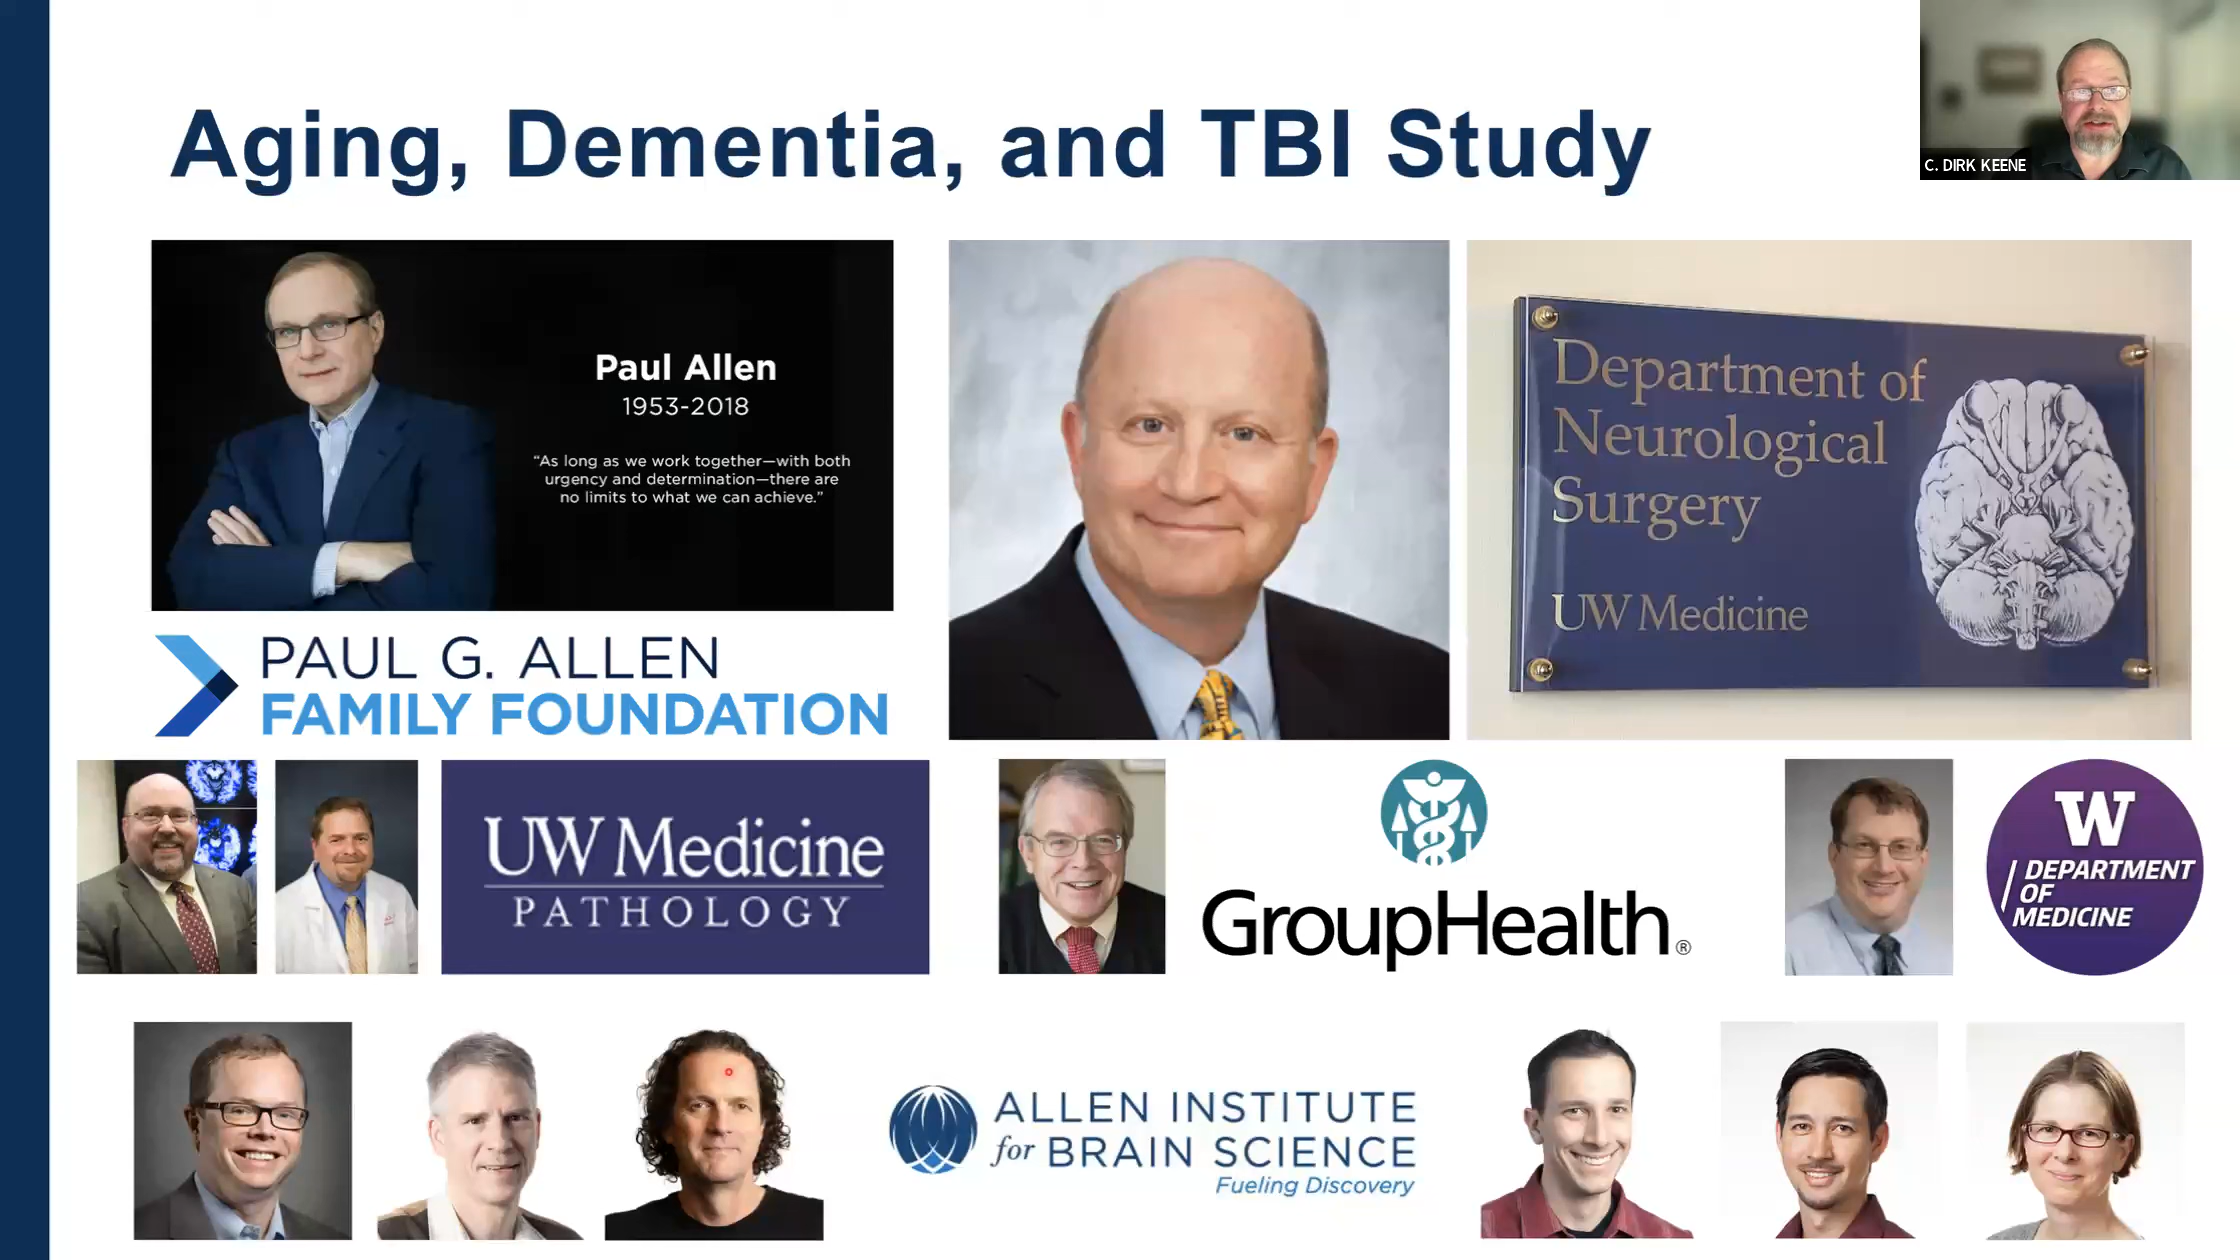 Aging, Dementia, and TBI Study
C. DIRK KEENE
Paul Allen
1953-2018
“As long as we work together—with both
urgency and determination—there are
no limits to what we can achieve.”
PAUL G. ALLEN
FAMILY FOUNDATION
Department of
Neurological
Surgery
UW Medicine
UW Medicine
PATHOLOGY
GroupHealth®
W
DEPARTMENT
OF
MEDICINE
ALLEN INSTITUTE
for BRAIN SCIENCE
Fueling Discovery